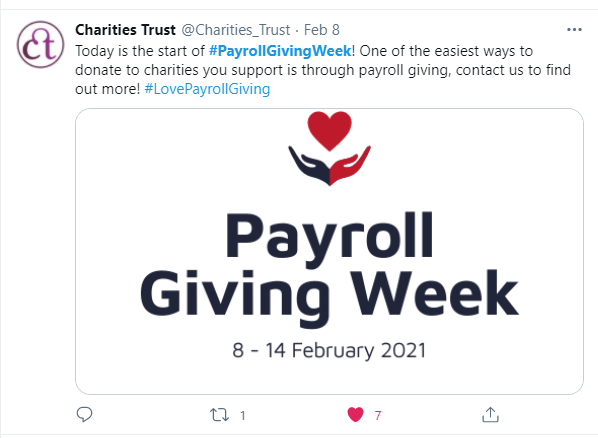 ct
Charities Trust @Charities_Trust · Feb 8
Today is the start of #PayrollGivingWeek! One of the easiest ways to
donate to charities you support is through payroll giving, contact us to find
out more! #LovePayrollGiving
Payroll
Giving Week
8 - 14 February 2021
1 7